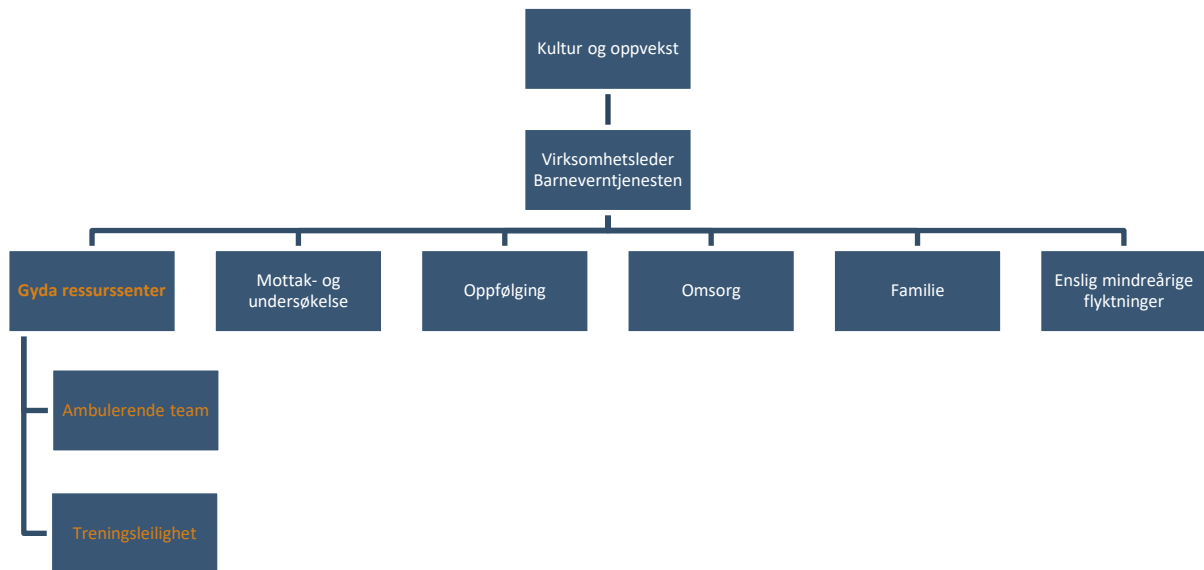 Kultur og oppvekst
Virksomhetsleder
Barneverntjenesten
Gyda ressurssenter
Mottak- og
undersøkelse
Oppfølging
Omsorg
Familie
Enslig mindreårige
flyktninger
Ambulerende team
Treningsleilighet